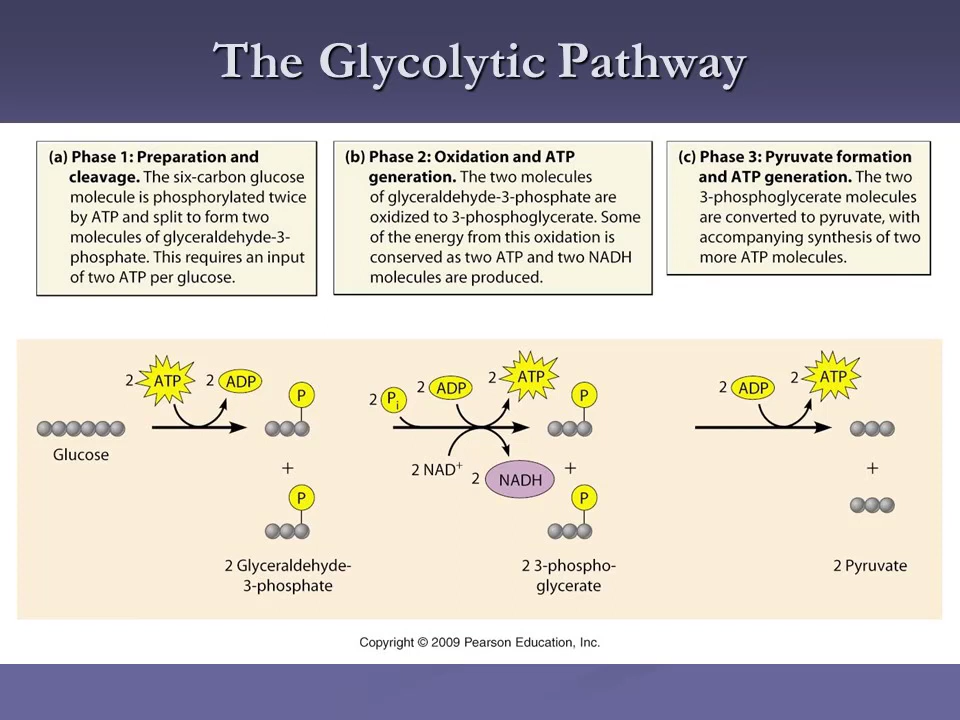 The Glycolytic Pathway
(a) Phase 1: Preparation and
cleavage. The six-carbon glucose
molecule is phosphorylated twice
by ATP and split to form two
molecules of glyceraldehyde-3-
phosphate. This requires an input
of two ATP per glucose.
(b) Phase 2: Oxidation and ATP
generation. The two molecules
of glyceraldehyde-3-phosphate are
oxidized to 3-phosphoglycerate. Some
of the energy from this oxidation is
conserved as two ATP and two NADH
molecules are produced.
(c) Phase 3: Pyruvate formation
and ATP generation. The two
3-phosphoglycerate molecules
are converted to pyruvate, with
accompanying synthesis of two
more ATP molecules.
2 ATP
2 ADP
P
Glucose
+
P
2 Glyceraldehyde-
3-phosphate
2 Pi
2 ADP
2 ATP
P
2 NAD+
2 NADH
+
P
2 3-phospho-
glycerate
2 ADP
2 ATP
+
2 Pyruvate
Copyright © 2009 Pearson Education, Inc.